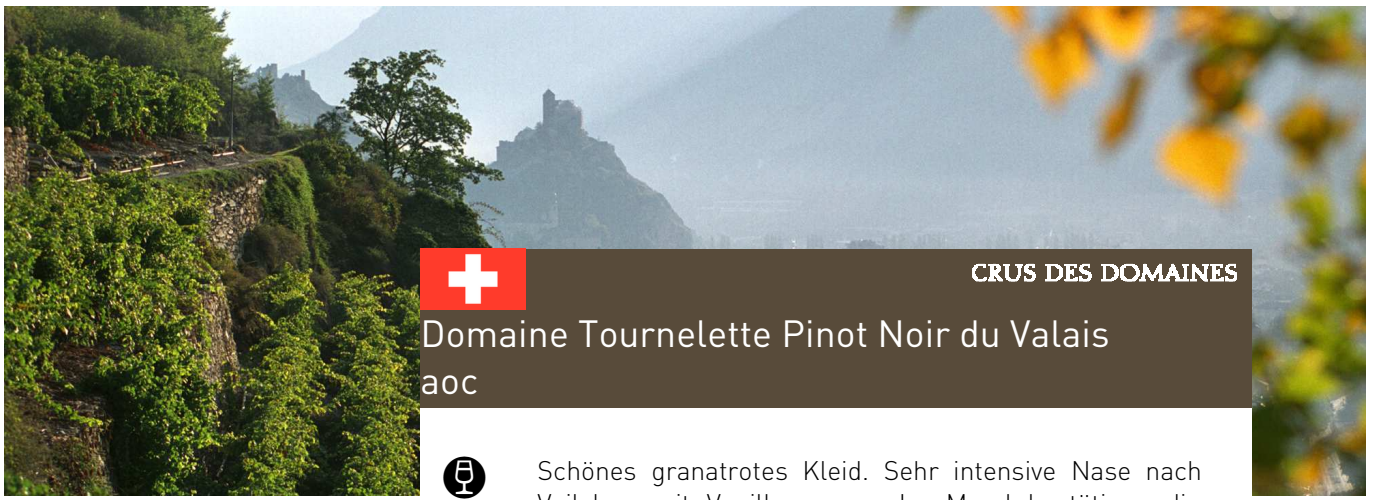 CRUS DES DOMAINES
Domaine Tournelette Pinot Noir du Valais
aoc
Schönes granatrotes Kleid. Sehr intensive Nase nach